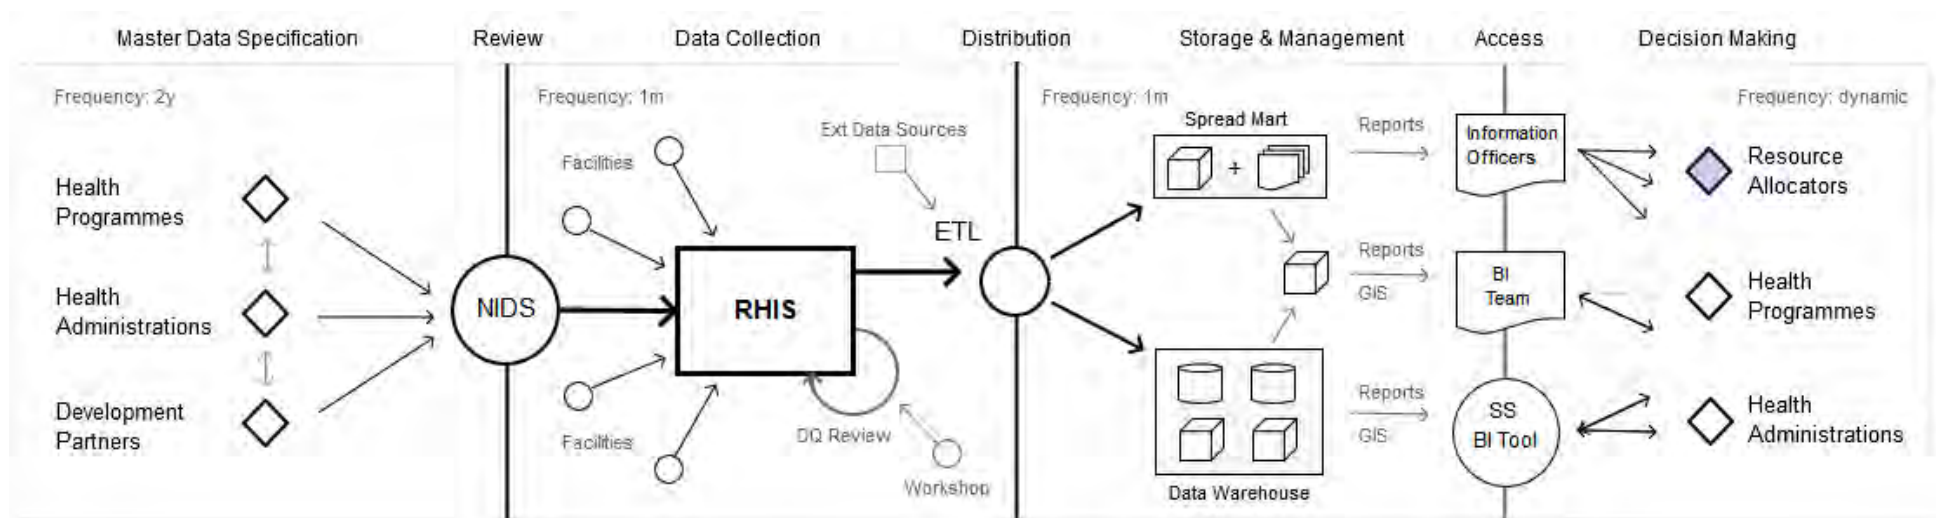 Master Data Specification
Review
Data Collection
Distribution
Storage & Management
Access
Decision Making
Frequency: 2y
Frequency: 1m
Frequency: 1m
Frequency: dynamic
Health
Programmes
Health
Administrations
Development
Partners
NIDS
Facilities
Facilities
RHIS
Ext Data Sources
ETL
DQ Review
Workshop
Spread Mart
+
Data Warehouse
Reports
Reports
GIS
Reports
GIS
Information
Officers
BI
Team
SS
BI Tool
Resource
Allocators
Health
Programmes
Health
Administrations